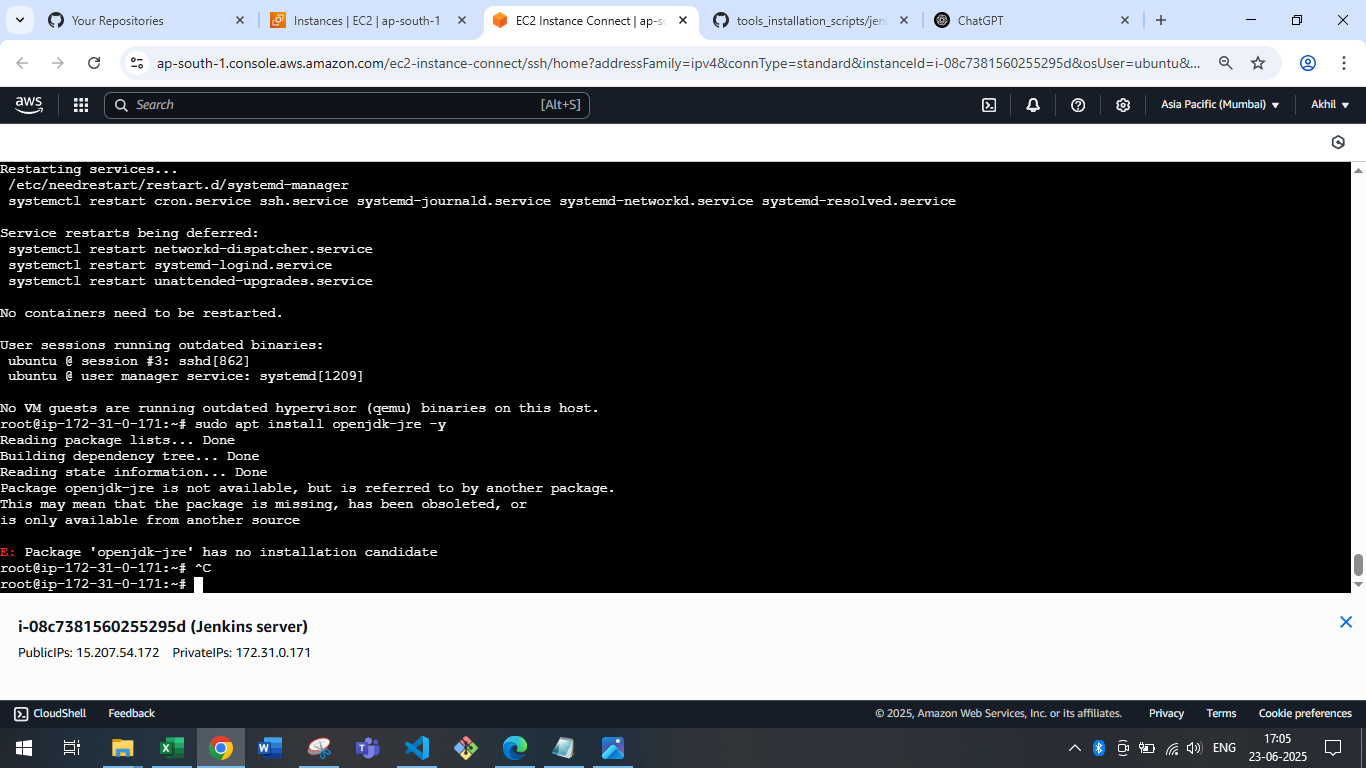 Your Repositories
Instances | EC2 | ap-south-1
EC2 Instance Connect | ap-s
tools_installation_scripts/jen
ChatGPT
ap-south-1.console.aws.amazon.com/ec2-instance-connect/ssh/home?addressFamily=ipv4&connType=standard&instanceId=i-08c7381560255295d&osUser=ubuntu&...
aws
Search
[Alt+S]
Asia Pacific (Mumbai)
Akhil
Restarting services...
/etc/needrestart/restart.d/systemd-manager
systemctl restart cron.service ssh.service systemd-journald.service systemd-networkd.service systemd-resolved.service
Service restarts being deferred:
systemctl restart networkd-dispatcher.service
systemctl restart systemd-logind.service
systemctl restart unattended-upgrades.service
No containers need to be restarted.
User sessions running outdated binaries:
ubuntu @ session #3: sshd[862]
ubuntu @ user manager service: systemd[1209]
No VM guests are running outdated hypervisor (qemu) binaries on this host.
root@ip-172-31-0-171:~# sudo apt install openjdk-jre -y
Reading package lists... Done
Building dependency tree... Done
Reading state information... Done
Package openjdk-jre is not available, but is referred to by another package.
This may mean that the package is missing, has been obsoleted, or
is only available from another source
E: Package 'openjdk-jre' has no installation candidate
root@ip-172-31-0-171:~# ^C
root@ip-172-31-0-171:~#
i-08c7381560255295d (Jenkins server)
PublicIPs: 15.207.54.172 PrivateIPs: 172.31.0.171
CloudShell
Feedback
© 2025, Amazon Web Services, Inc. or its affiliates.
Privacy
Terms
Cookie preferences
ENG
17:05
23-06-2025